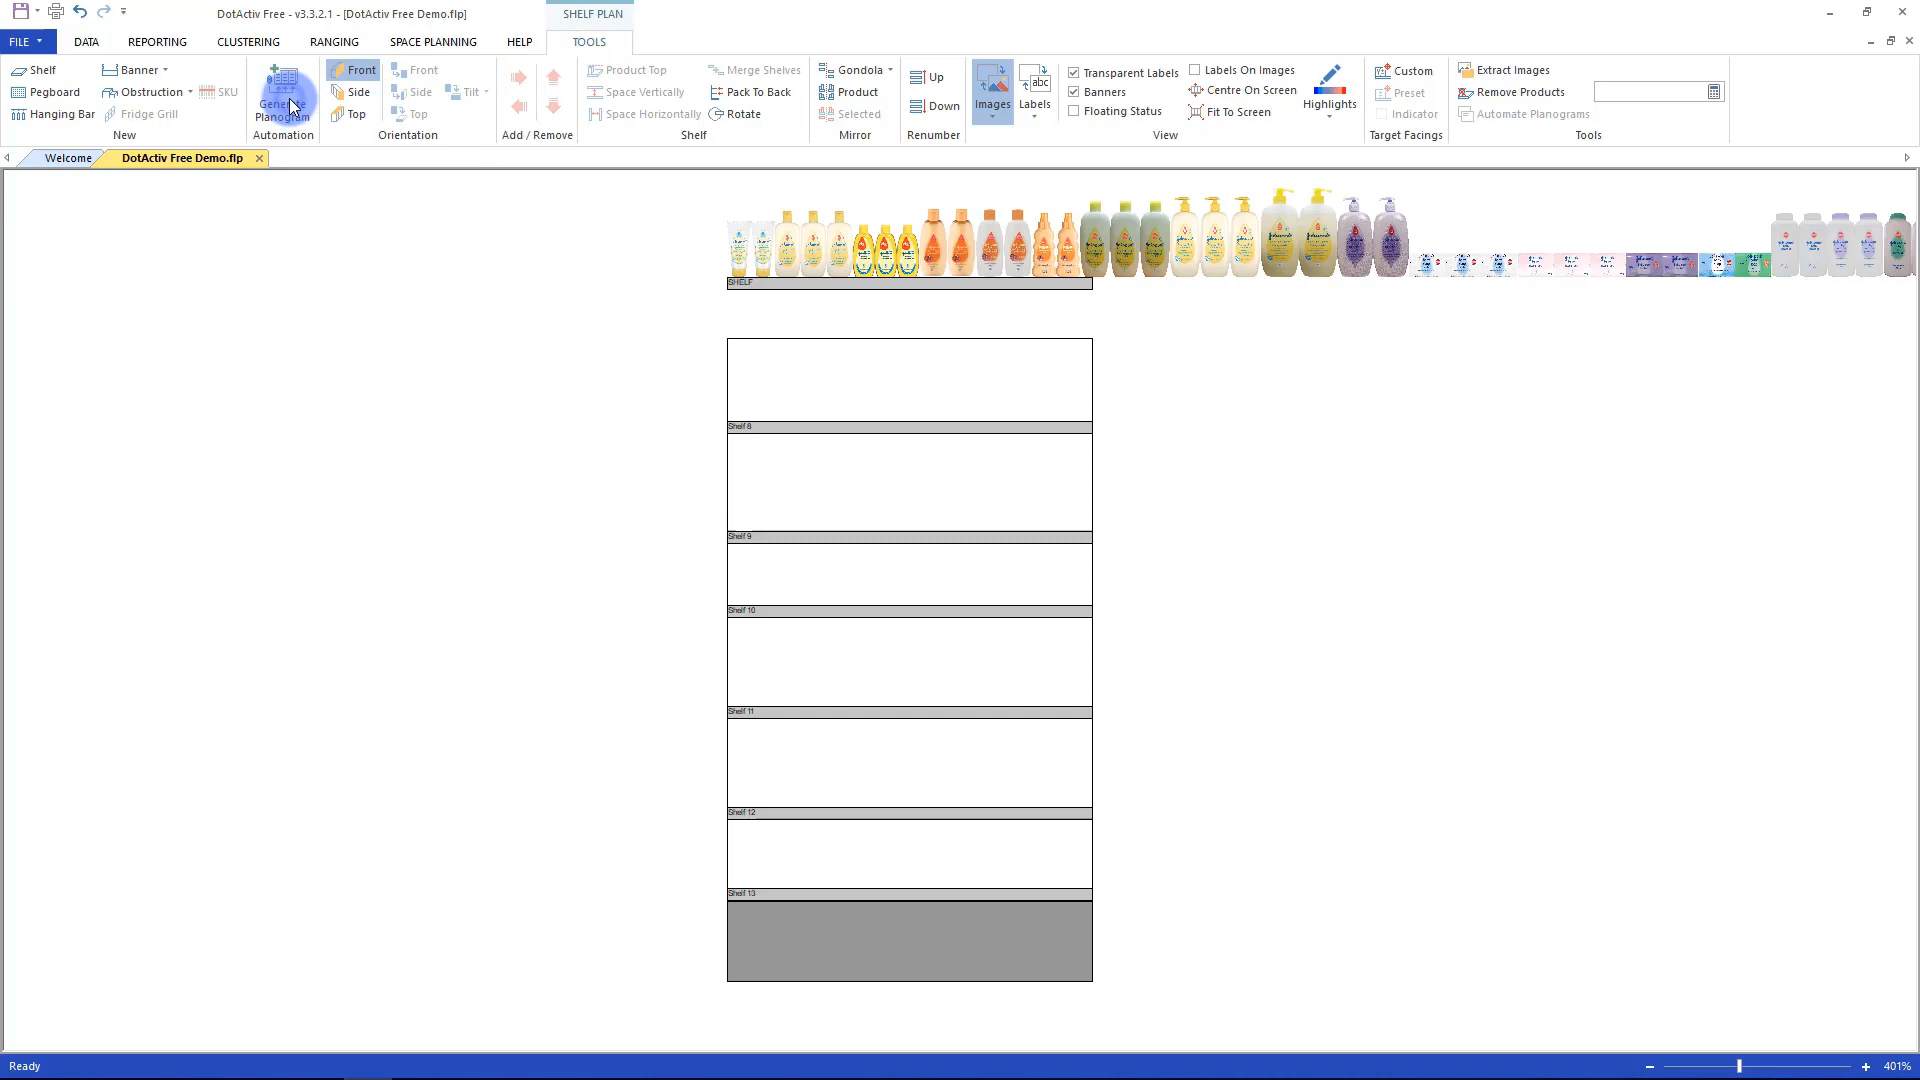 DotActiv Free - v3.3.2.1 - [DotActiv Free Demo.flp]
SHELF PLAN
FILE DATA REPORTING CLUSTERING RANGING SPACE PLANNING HELP TOOLS
Shelf Banner Generate Planogram Front Front Product Top Merge Shelves Gondola Up Images Labels Transparent Labels Labels On Images Highlights Custom Extract Images
Pegboard Obstruction SKU Side Side Tilt Space Vertically Pack To Back Product Banners Centre On Screen Preset Remove Products
Hanging Bar Fridge Grill Top Top Space Horizontally Rotate Selected Down Floating Status Fit To Screen Indicator Automate Planograms
New Automation Orientation Add / Remove Shelf Mirror Renumber View Target Facings Tools
Welcome DotActiv Free Demo.flp
SHELF
Shelf 8
Shelf 9
Shelf 10
Shelf 11
Shelf 12
Shelf 13
Ready 401%